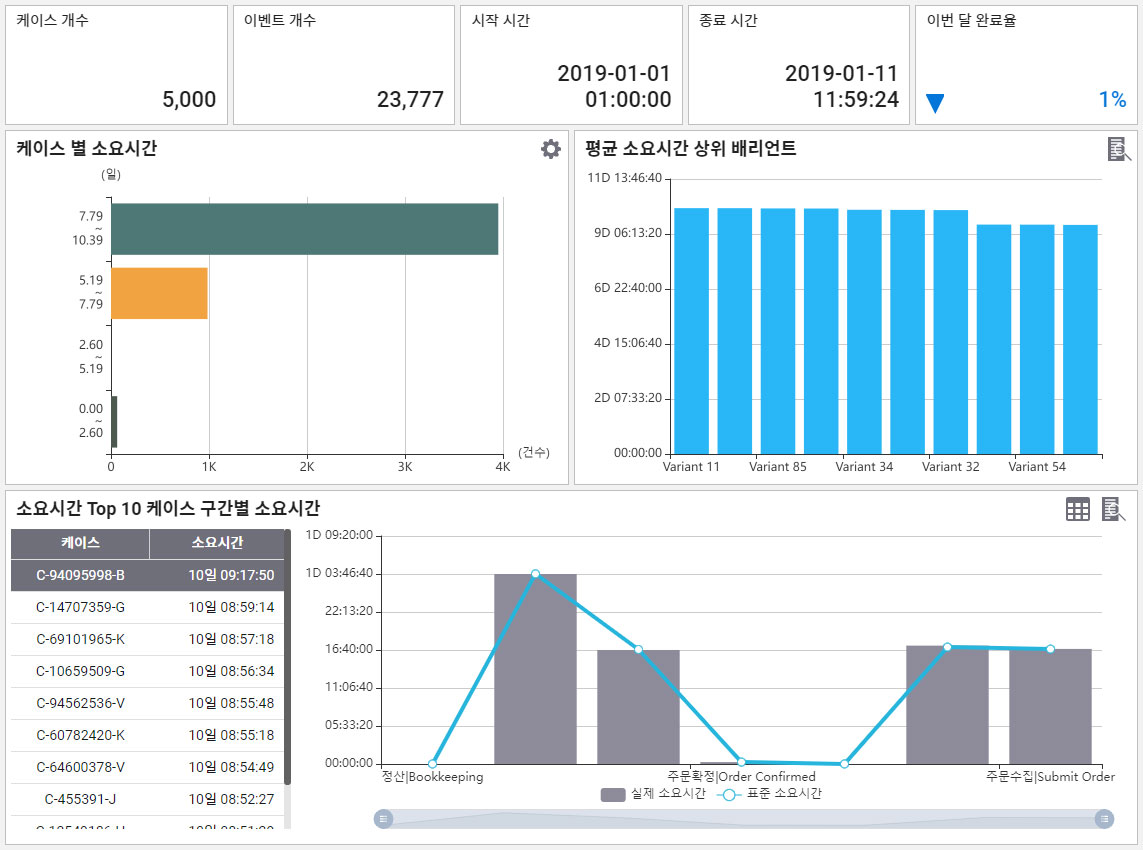 케이스 개수
5,000
이벤트 개수
23,777
시작 시간
2019-01-01
01:00:00
종료 시간
2019-01-11
11:59:24
이번 달 완료율
1%
케이스 별 소요시간
(일)
7.79
~
10.39
5.19
~
7.79
2.60
~
5.19
0.00
~
2.60
0 1K 2K 3K 4K
(건수)
평균 소요시간 상위 배리언트
11D 13:46:40
9D 06:13:20
6D 22:40:00
4D 15:06:40
2D 07:33:20
00:00:00
Variant 11 Variant 85 Variant 34 Variant 32 Variant 54
소요시간 Top 10 케이스 구간별 소요시간
케이스 소요시간
C-94095998-B 10일 09:17:50
C-14707359-G 10일 08:59:14
C-69101965-K 10일 08:57:18
C-10659509-G 10일 08:56:34
C-94562536-V 10일 08:55:48
C-60782420-K 10일 08:55:18
C-64600378-V 10일 08:54:49
C-455391-J 10일 08:52:27
1D 09:20:00
1D 03:46:40
22:13:20
16:40:00
11:06:40
05:33:20
00:00:00
정산|Bookkeeping 주문확정|Order Confirmed 주문수집|Submit Order
실제 소요시간 표준 소요시간